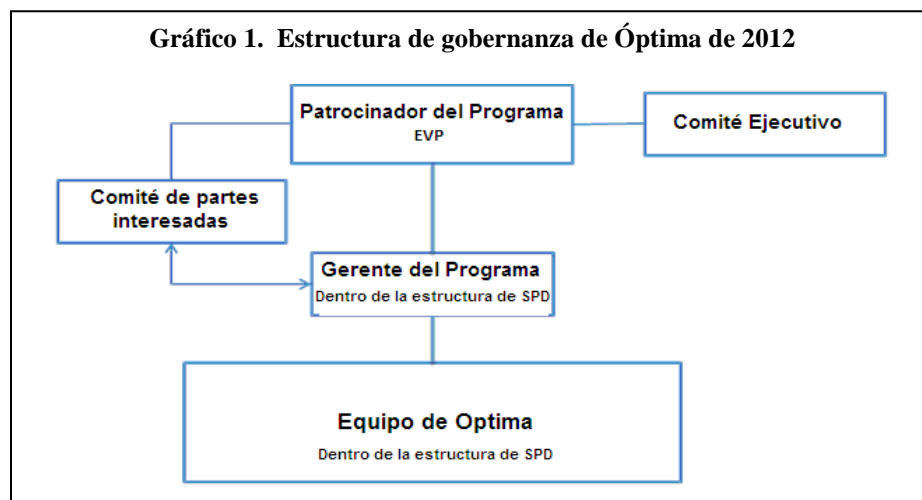 Gráfico 1. Estructura de gobernanza de Óptima de 2012
Patrocinador del Programa
EVP
Comité Ejecutivo
Comité de partes
interesadas
Gerente del Programa
Dentro de la estructura de SPD
Equipo de Optima
Dentro de la estructura de SPD